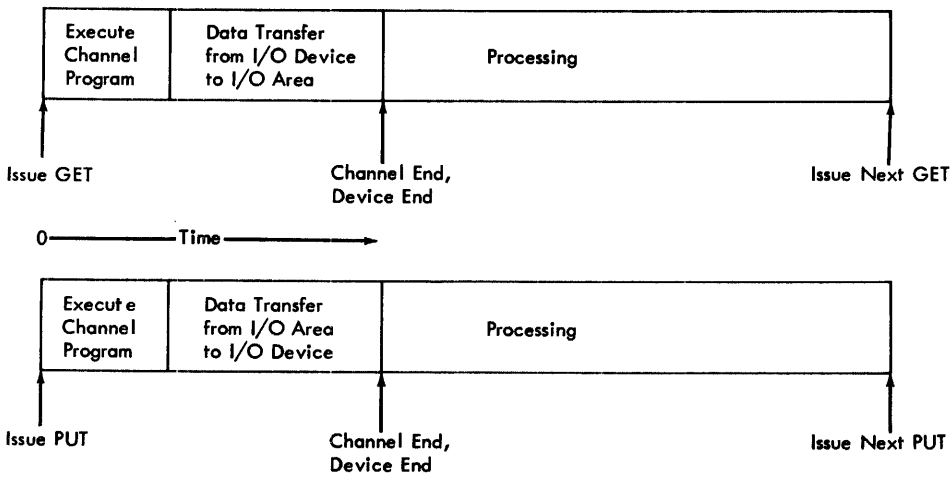 Execute
Channel
Program
Data Transfer
from I/O Device
to I/O Area
Processing
Issue GET
Channel End,
Device End
Issue Next GET
0 Time
Execute
Channel
Program
Data Transfer
from I/O Area
to I/O Device
Processing
Issue PUT
Channel End,
Device End
Issue Next PUT